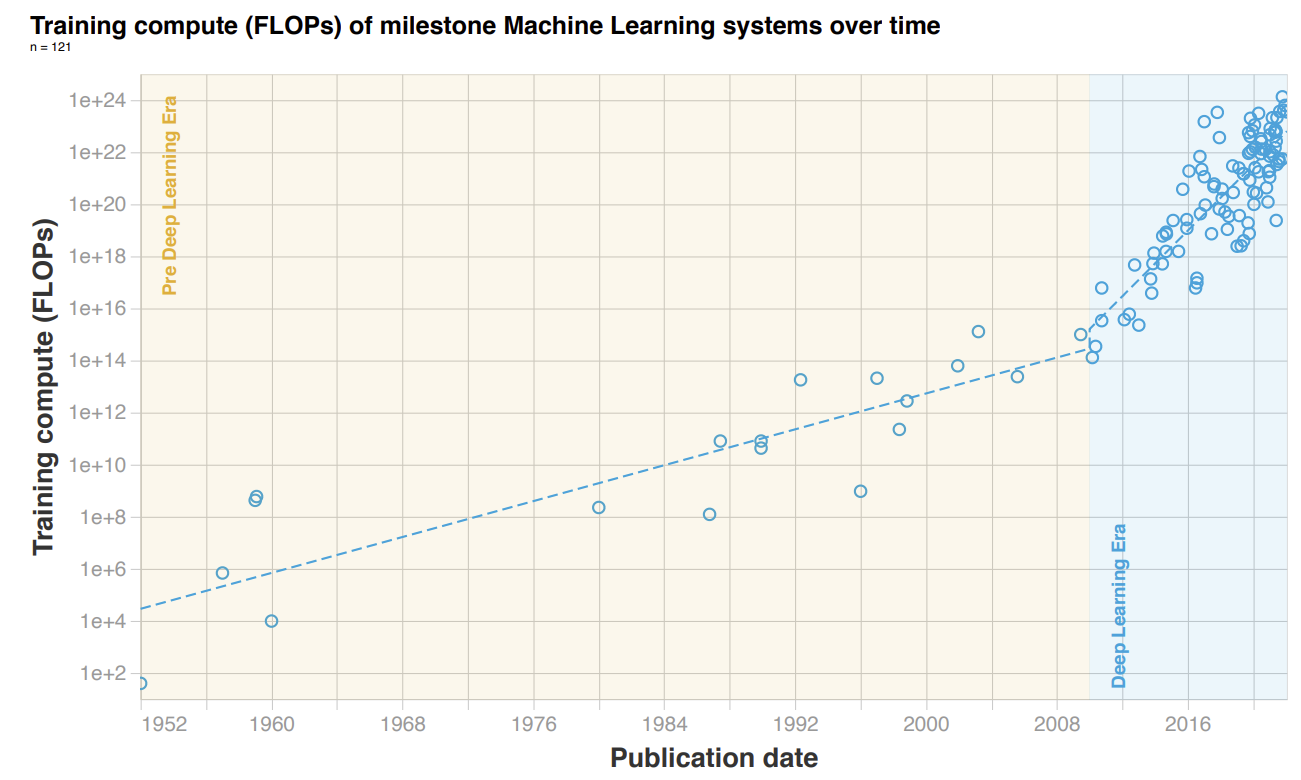 Training compute (FLOPs) of milestone Machine Learning systems over time
n = 121
Training compute (FLOPs)
1e+24
1e+22
1e+20
1e+18
1e+16
1e+14
1e+12
1e+10
1e+8
1e+6
1e+4
1e+2
Pre Deep Learning Era
Deep Learning Era
1952 1960 1968 1976 1984 1992 2000 2008 2016
Publication date